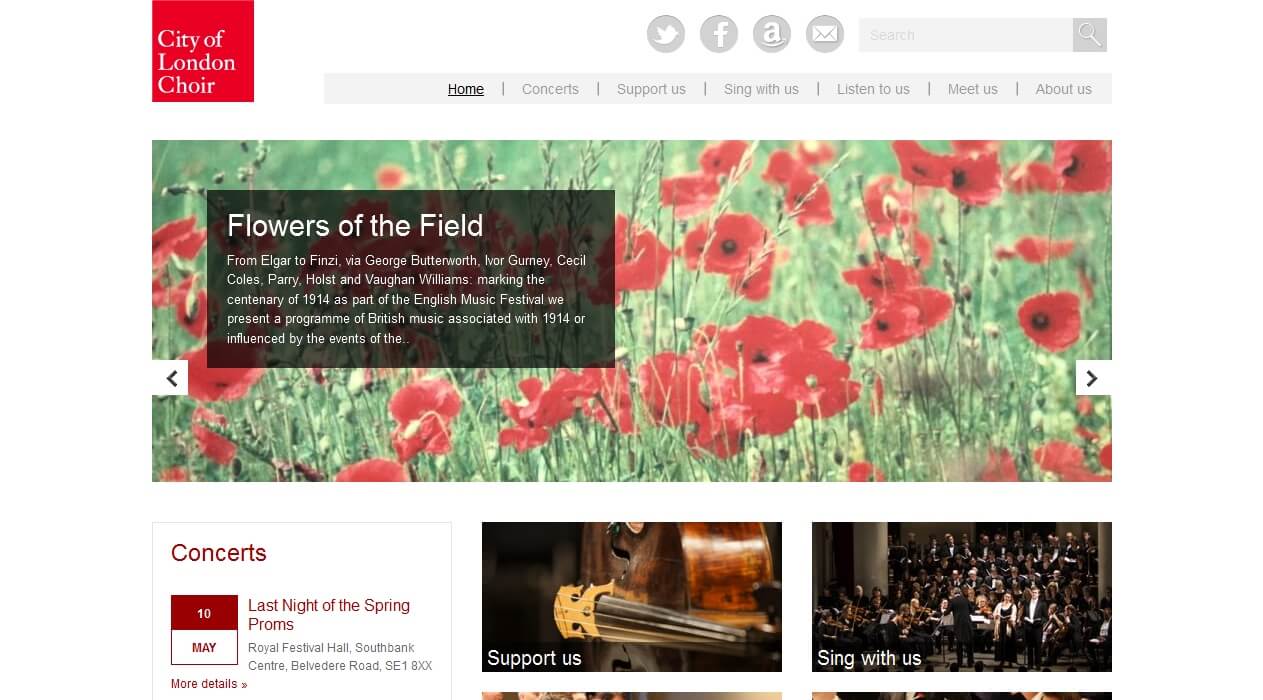 City of
London
Choir
Search
Home | Concerts | Support us | Sing with us | Listen to us | Meet us | About us
Flowers of the Field
From Elgar to Finzi, via George Butterworth, Ivor Gurney, Cecil
Coles, Parry, Holst and Vaughan Williams: marking the
centenary of 1914 as part of the English Music Festival we
present a programme of British music associated with 1914 or
influenced by the events of the..
Concerts
10
MAY
Last Night of the Spring
Proms
Royal Festival Hall, Southbank
Centre, Belvedere Road, SE1 8XX
More details »
Support us
Sing with us